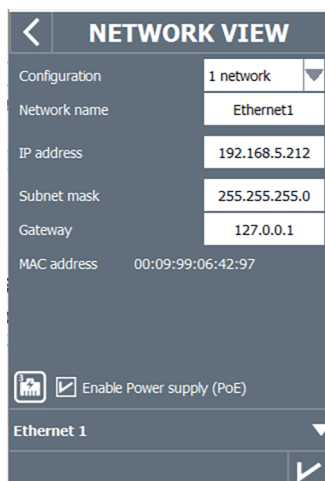 NETWORK VIEW
Configuration 1 network
Network name Ethernet1
IP address 192.168.5.212
Subnet mask 255.255.255.0
Gateway 127.0.0.1
MAC address 00:09:99:06:42:97
3
Enable Power supply (PoE)
Ethernet 1